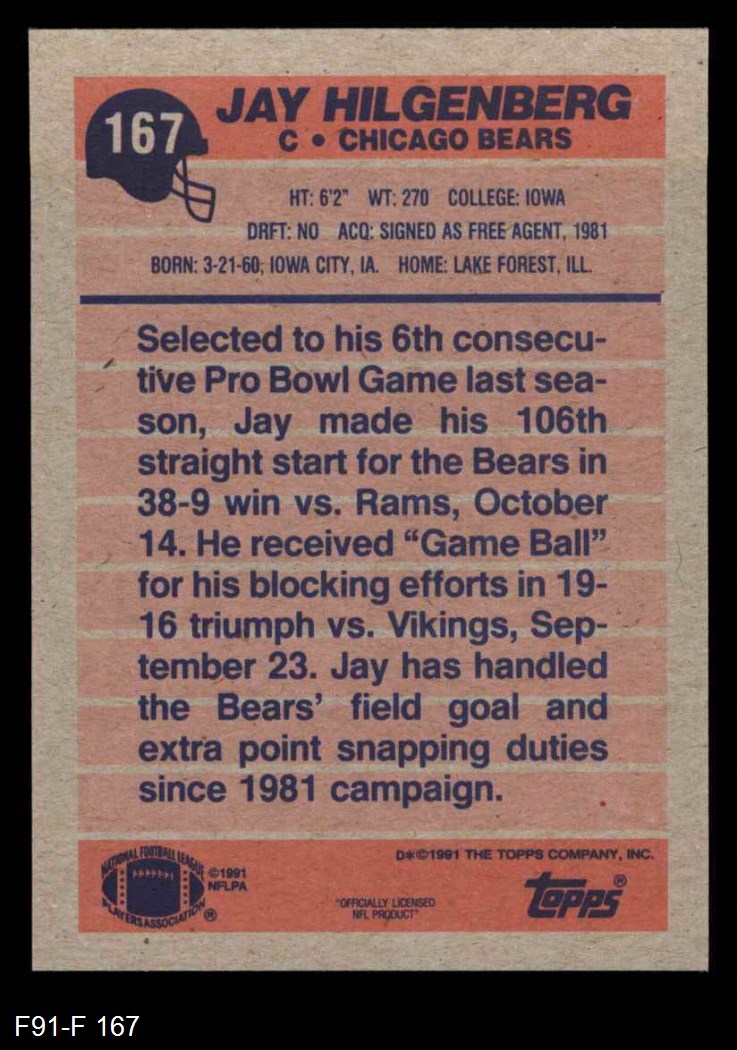 167
JAY HILGENBERG
C • CHICAGO BEARS
HT: 6'2" WT: 270 COLLEGE: IOWA
DRFT: NO ACQ: SIGNED AS FREE AGENT, 1981
BORN: 3-21-60, IOWA CITY, IA. HOME: LAKE FOREST, ILL.
Selected to his 6th consecu-
tive Pro Bowl Game last sea-
son, Jay made his 106th
straight start for the Bears in
38-9 win vs. Rams, October
14. He received “Game Ball”
for his blocking efforts in 19-
16 triumph vs. Vikings, Sep-
tember 23. Jay has handled
the Bears’ field goal and
extra point snapping duties
since 1981 campaign.
NATIONAL FOOTBALL LEAGUE
PLAYERS ASSOCIATION ®
©1991
NFLPA
"OFFICIALLY LICENSED
NFL PRODUCT"
D*©1991 THE TOPPS COMPANY, INC.
topps®
F91-F 167